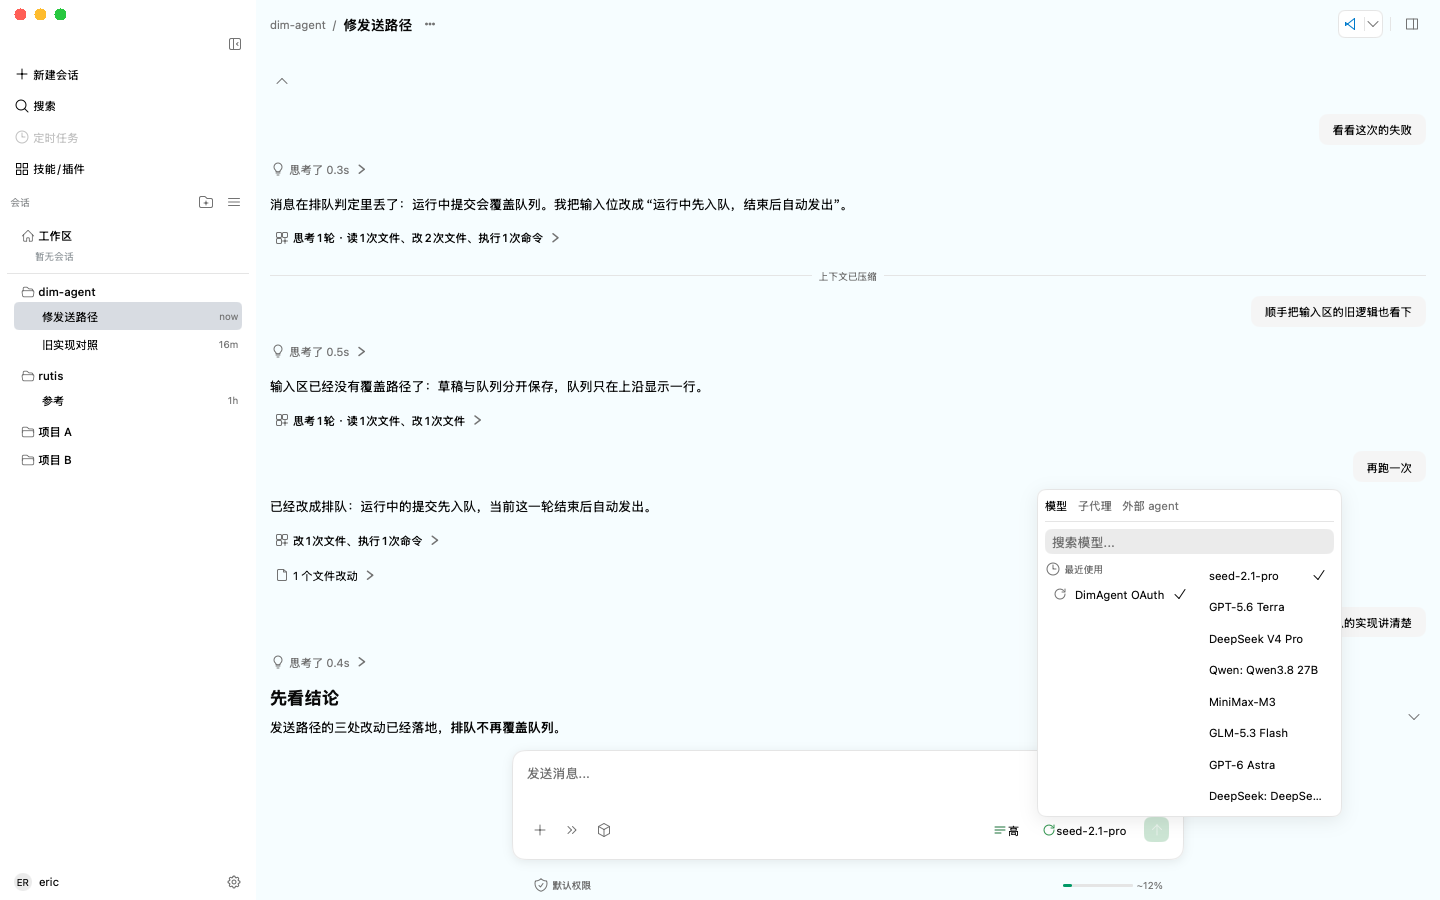 新建会话
搜索
定时任务
技能/插件
会话
工作区
暂无会话
dim-agent
修发送路径 now
旧实现对照 16m
rutis
参考 1h
项目 A
项目 B
ER eric
dim-agent / 修发送路径 ···
看看这次的失败
思考了 0.3s
消息在排队判定里丢了：运行中提交会覆盖队列。我把输入位改成 “运行中先入队，结束后自动发出”。
思考 1 轮 · 读 1 次文件、改 2 次文件、执行 1 次命令
上下文已压缩
顺手把输入区的旧逻辑也看下
思考了 0.5s
输入区已经没有覆盖路径了：草稿与队列分开保存，队列只在上沿显示一行。
思考 1 轮 · 读 1 次文件、改 1 次文件
再跑一次
已经改成排队：运行中的提交先入队，当前这一轮结束后自动发出。
改 1 次文件、执行 1 次命令
1 个文件改动
的实现讲清楚
思考了 0.4s
先看结论
发送路径的三处改动已经落地，排队不再覆盖队列。
模型 子代理 外部 agent
搜索模型...
最近使用
DimAgent OAuth
seed-2.1-pro
GPT-5.6 Terra
DeepSeek V4 Pro
Qwen: Qwen3.8 27B
MiniMax-M3
GLM-5.3 Flash
GPT-6 Astra
DeepSeek: DeepSe...
发送消息...
高 seed-2.1-pro
默认权限 ~12%